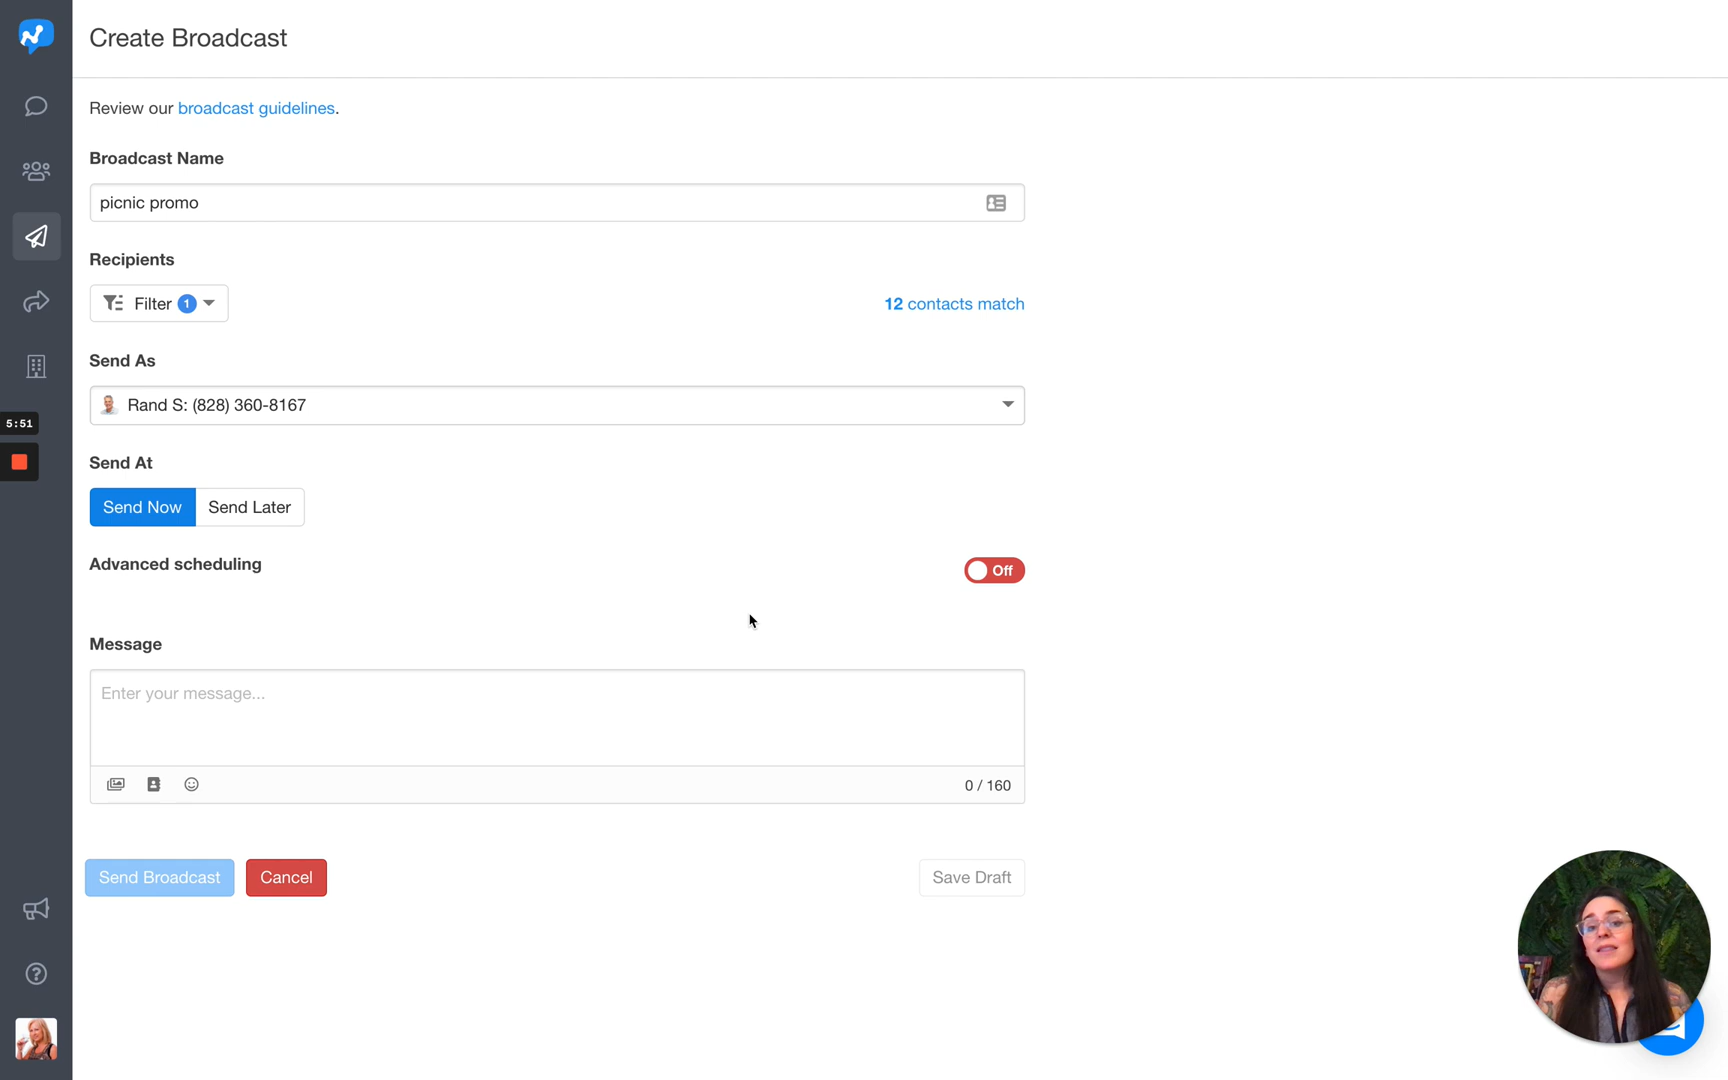 Create Broadcast
Review our broadcast guidelines.
Broadcast Name
picnic promo
Recipients
Filter 1
12 contacts match
Send As
Rand S: (828) 360-8167
5:51
Send At
Send Now Send Later
Advanced scheduling
Off
Message
Enter your message...
0 / 160
Send Broadcast Cancel Save Draft